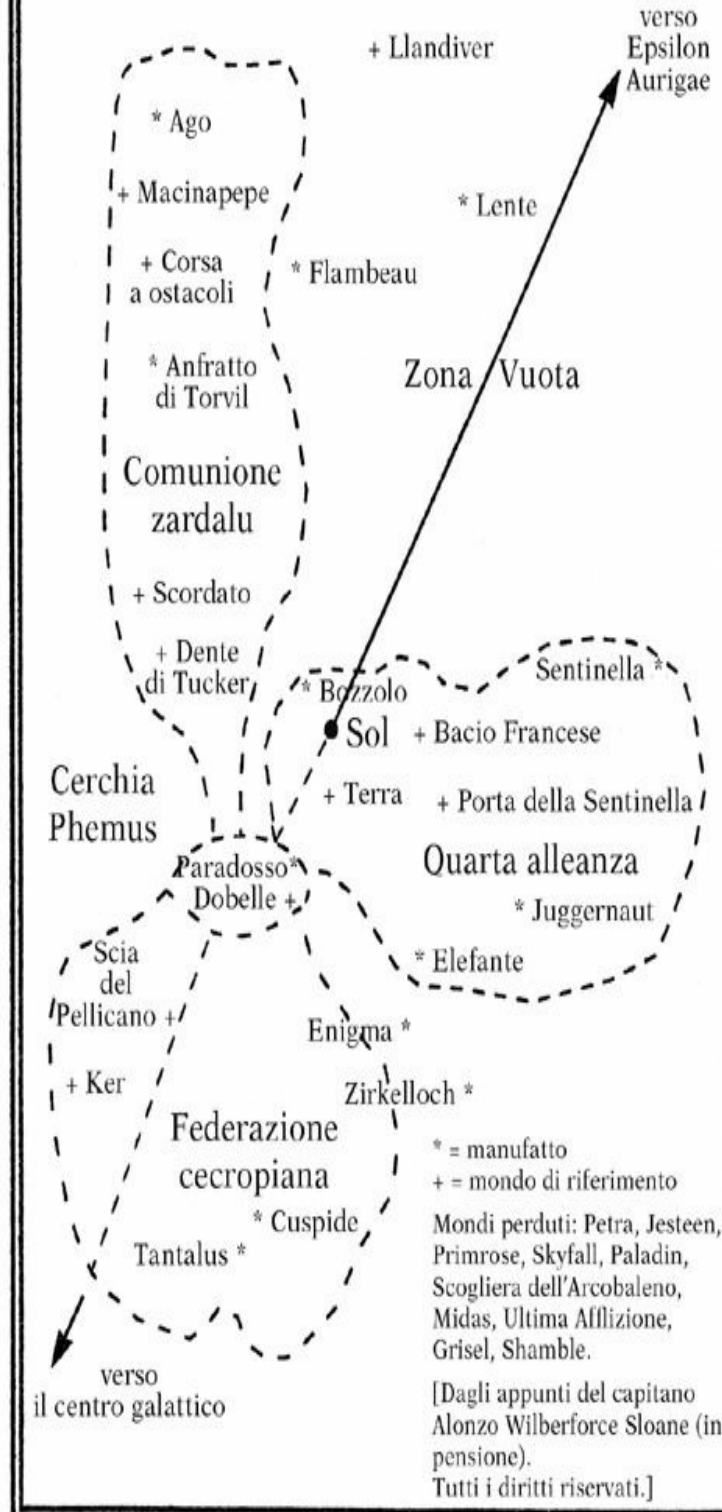 verso
Epsilon
Aurigae
+ Llandiver
* Ago
+ Macinapepe
* Lente
+ Corsa
a ostacoli
* Flambeau
* Anfratto
di Torvil
Zona Vuota
Comunione
zardalu
+ Scordato
+ Dente
di Tucker
* Bozzolo
Sentinella *
Sol
+ Bacio Francese
Cerchia
Phemus
+ Terra
+ Porta della Sentinella
Quarta alleanza
Paradosso*
Dobelle +
* Juggernaut
* Elefante
Scia
del
Pellicano +
Enigma *
+ Ker
Zirkelloch *
Federazione
cecropiana
* Cuspide
Tantalus *
verso
il centro galattico
* = manufatto
+ = mondo di riferimento
Mondi perduti: Petra, Jesteen,
Primrose, Skyfall, Paladin,
Scogliera dell'Arcobaleno,
Midas, Ultima Afflizione,
Grisel, Shamble.
[Dagli appunti del capitano
Alonzo Wilberforce Sloane (in
pensione).
Tutti i diritti riservati.]